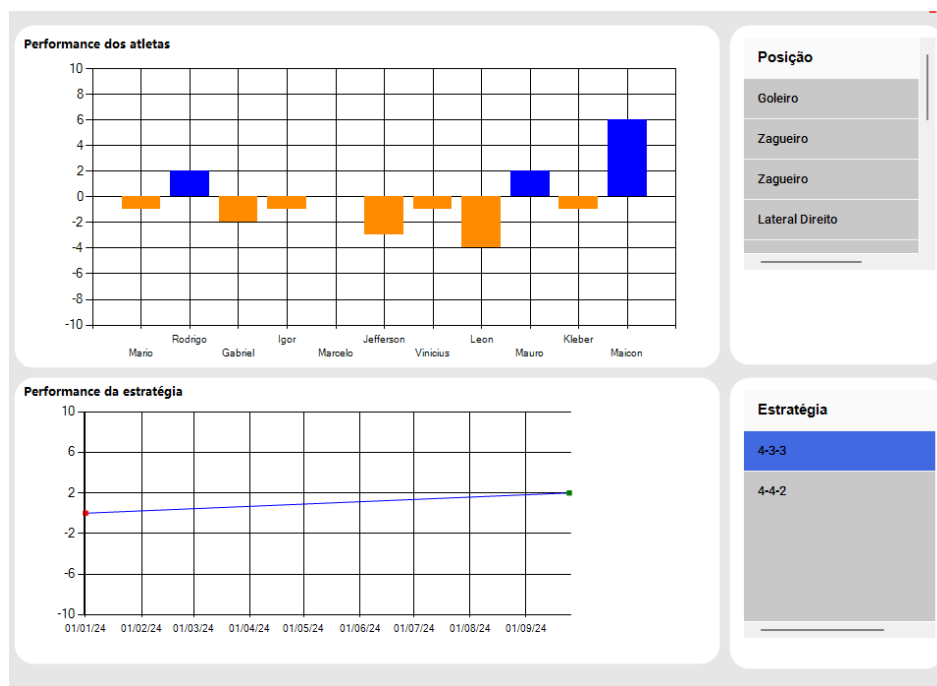 Performance dos atletas
10
8
6
4
2
0
-2
-4
-6
-8
-10
Rodrigo Igor Jefferson Leon Kleber
Mario Gabriel Marcelo Vinicius Mauro Maicon
Posição
Goleiro
Zagueiro
Zagueiro
Lateral Direito
Performance da estratégia
10
6
2
-2
-6
-10
01/01/24 01/02/24 01/03/24 01/04/24 01/05/24 01/06/24 01/07/24 01/08/24 01/09/24
Estratégia
4-3-3
4-4-2